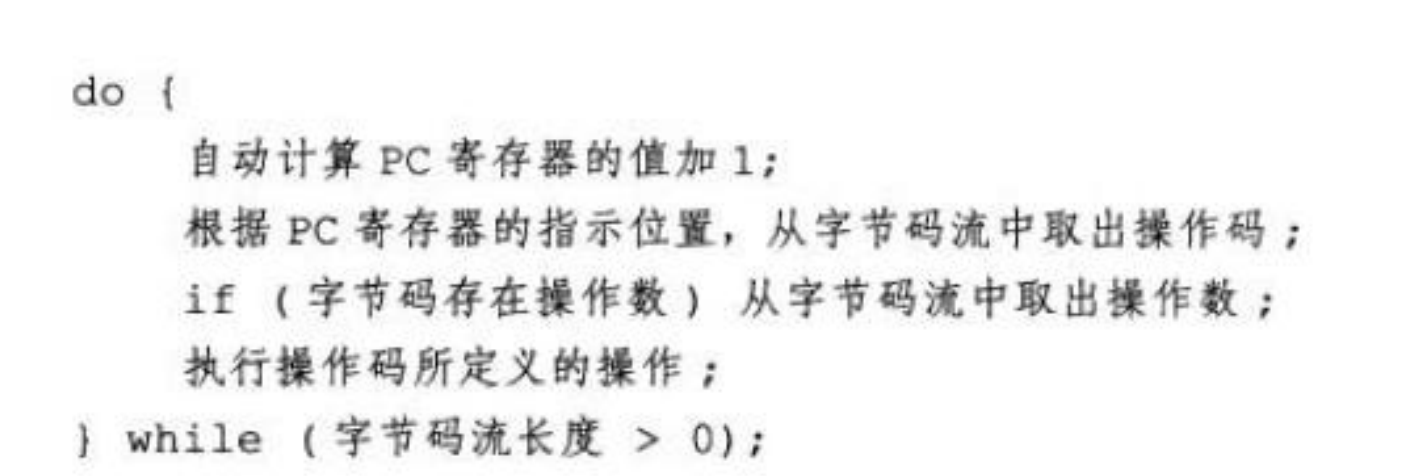 do {
自动计算 PC 寄存器的值加 1;
根据 PC 寄存器的指示位置，从字节码流中取出操作码；
if （字节码存在操作数） 从字节码流中取出操作数；
执行操作码所定义的操作；
} while （字节码流长度 > 0);